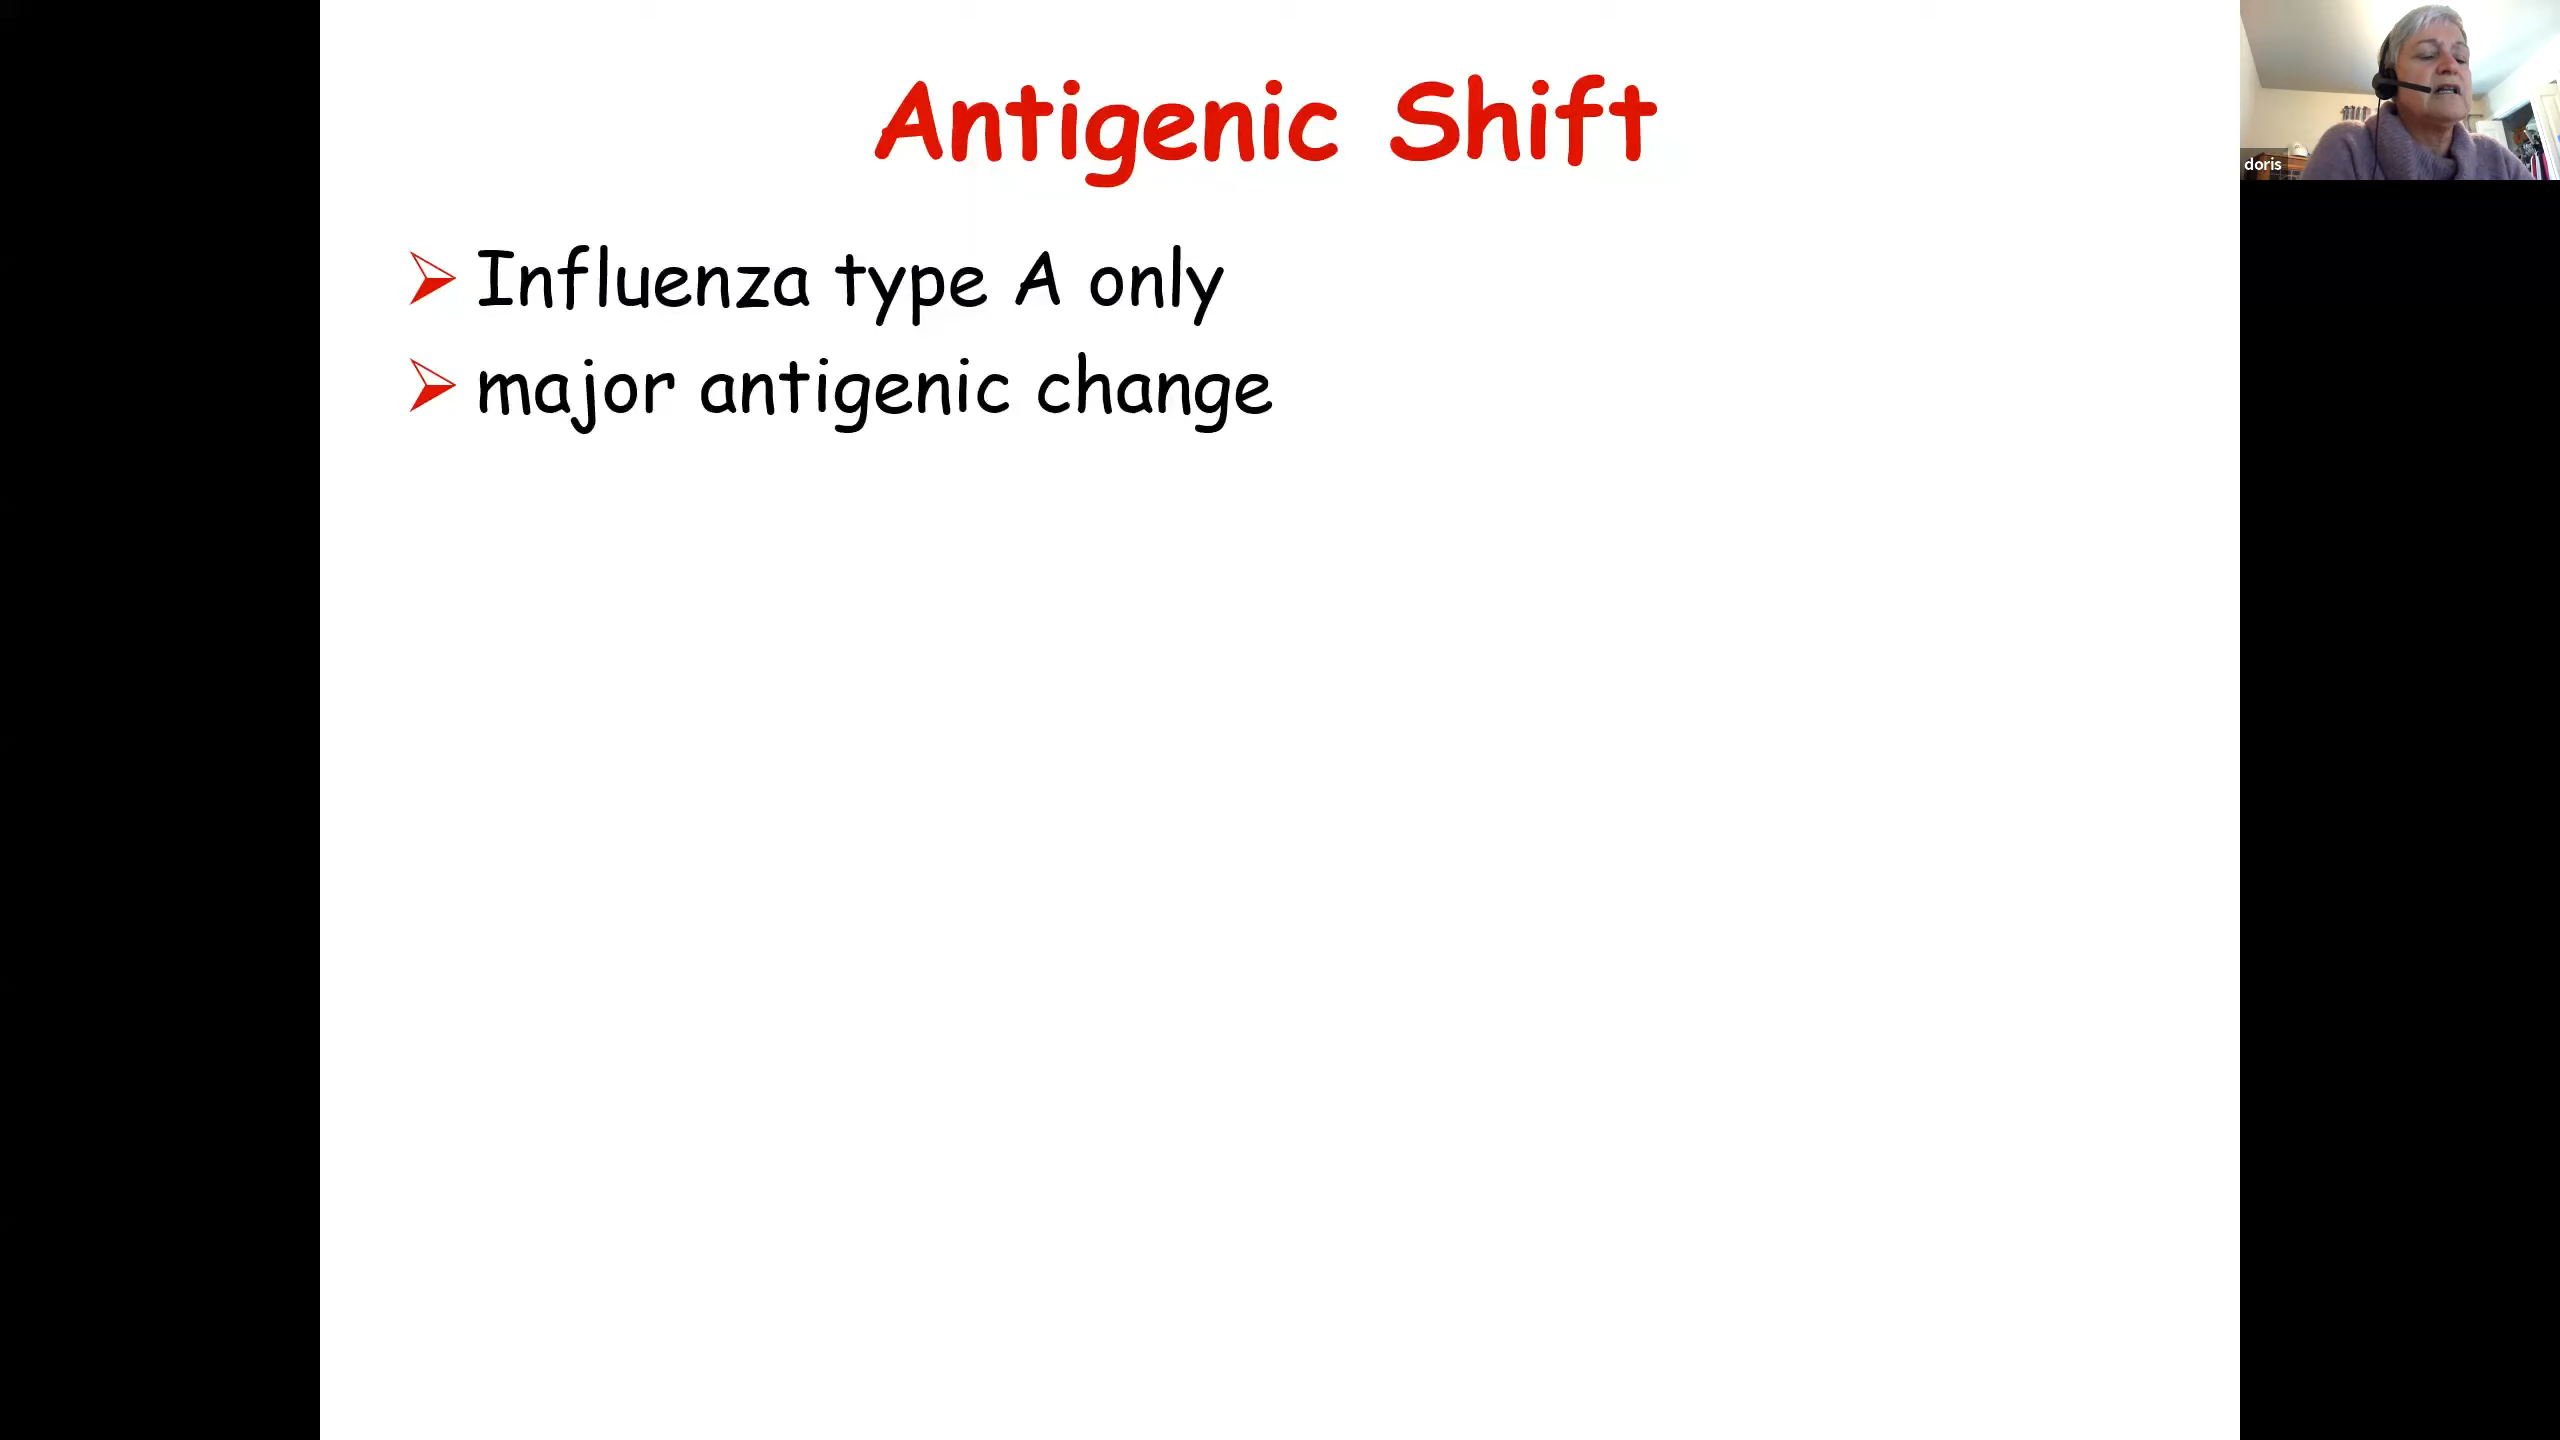 Antigenic Shift
Influenza type A only
major antigenic change
doris